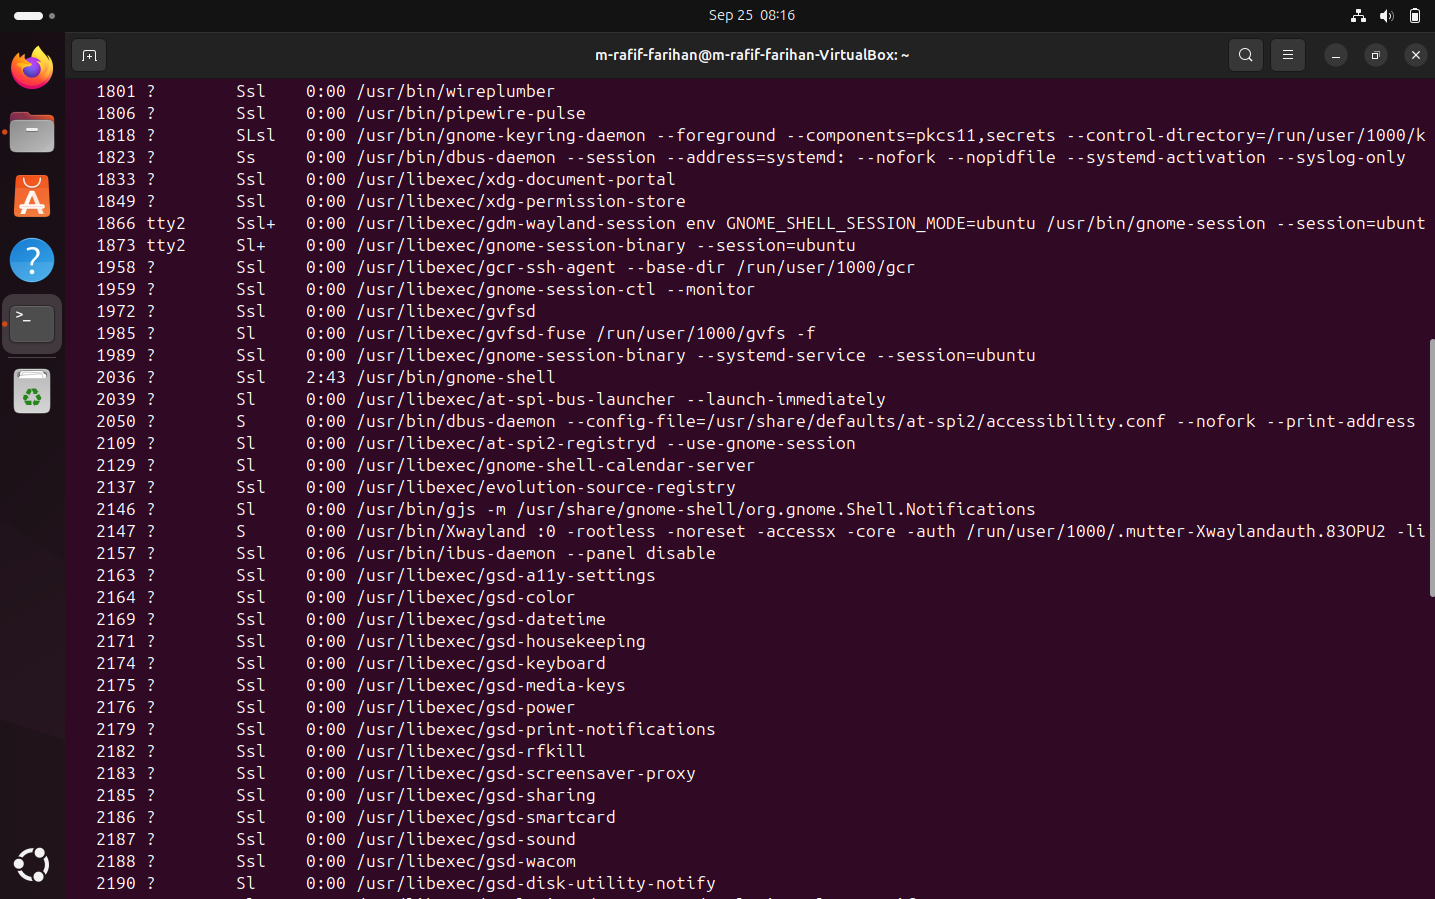 Sep 25 08:16
m-rafif-farihan@m-rafif-farihan-VirtualBox: ~
1801 ? Ssl 0:00 /usr/bin/wireplumber
1806 ? Ssl 0:00 /usr/bin/pipewire-pulse
1818 ? SLsl 0:00 /usr/bin/gnome-keyring-daemon --foreground --components=pkcs11,secrets --control-directory=/run/user/1000/k
1823 ? Ss 0:00 /usr/bin/dbus-daemon --session --address=systemd: --nofork --nopidfile --systemd-activation --syslog-only
1833 ? Ssl 0:00 /usr/libexec/xdg-document-portal
1849 ? Ssl 0:00 /usr/libexec/xdg-permission-store
1866 tty2 Ssl+ 0:00 /usr/libexec/gdm-wayland-session env GNOME_SHELL_SESSION_MODE=ubuntu /usr/bin/gnome-session --session=ubunt
1873 tty2 Sl+ 0:00 /usr/libexec/gnome-session-binary --session=ubuntu
1958 ? Ssl 0:00 /usr/libexec/gcr-ssh-agent --base-dir /run/user/1000/gcr
1959 ? Ssl 0:00 /usr/libexec/gnome-session-ctl --monitor
1972 ? Ssl 0:00 /usr/libexec/gvfsd
1985 ? Sl 0:00 /usr/libexec/gvfsd-fuse /run/user/1000/gvfs -f
1989 ? Ssl 0:00 /usr/libexec/gnome-session-binary --systemd-service --session=ubuntu
2036 ? Ssl 2:43 /usr/bin/gnome-shell
2039 ? Sl 0:00 /usr/libexec/at-spi-bus-launcher --launch-immediately
2050 ? S 0:00 /usr/bin/dbus-daemon --config-file=/usr/share/defaults/at-spi2/accessibility.conf --nofork --print-address
2109 ? Sl 0:00 /usr/libexec/at-spi2-registryd --use-gnome-session
2129 ? Sl 0:00 /usr/libexec/gnome-shell-calendar-server
2137 ? Ssl 0:00 /usr/libexec/evolution-source-registry
2146 ? Sl 0:00 /usr/bin/gjs -m /usr/share/gnome-shell/org.gnome.Shell.Notifications
2147 ? S 0:00 /usr/bin/Xwayland :0 -rootless -noreset -accessx -core -auth /run/user/1000/.mutter-Xwaylandauth.83OPU2 -li
2157 ? Ssl 0:06 /usr/bin/ibus-daemon --panel disable
2163 ? Ssl 0:00 /usr/libexec/gsd-a11y-settings
2164 ? Ssl 0:00 /usr/libexec/gsd-color
2169 ? Ssl 0:00 /usr/libexec/gsd-datetime
2171 ? Ssl 0:00 /usr/libexec/gsd-housekeeping
2174 ? Ssl 0:00 /usr/libexec/gsd-keyboard
2175 ? Ssl 0:00 /usr/libexec/gsd-media-keys
2176 ? Ssl 0:00 /usr/libexec/gsd-power
2179 ? Ssl 0:00 /usr/libexec/gsd-print-notifications
2182 ? Ssl 0:00 /usr/libexec/gsd-rfkill
2183 ? Ssl 0:00 /usr/libexec/gsd-screensaver-proxy
2185 ? Ssl 0:00 /usr/libexec/gsd-sharing
2186 ? Ssl 0:00 /usr/libexec/gsd-smartcard
2187 ? Ssl 0:00 /usr/libexec/gsd-sound
2188 ? Ssl 0:00 /usr/libexec/gsd-wacom
2190 ? Sl 0:00 /usr/libexec/gsd-disk-utility-notify